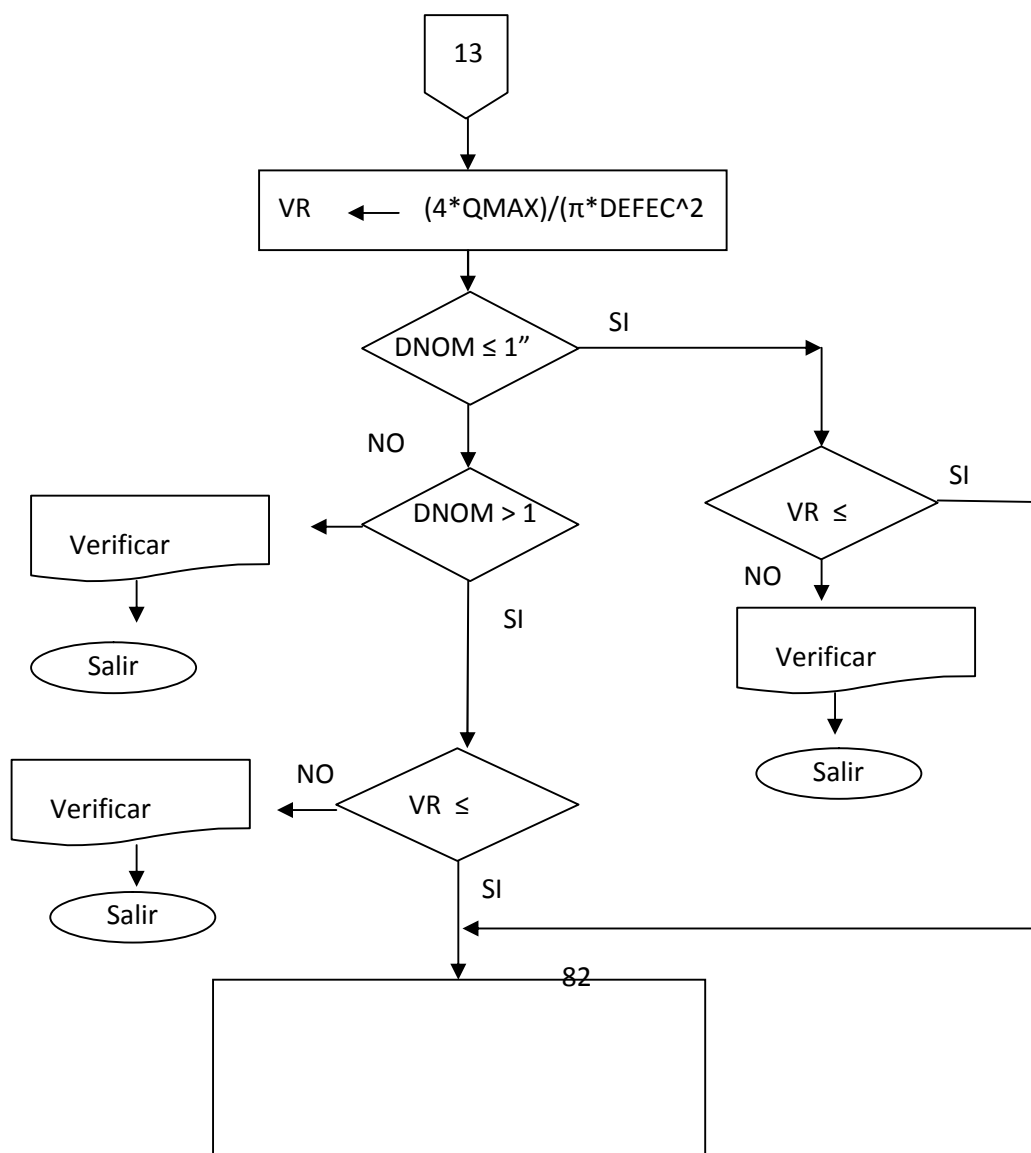 13
VR ← (4*QMAX)/(π*DEFEC^2
DNOM ≤ 1”
SI
NO
DNOM > 1
SI
VR ≤
Verificar
NO
Salir
SI
Verificar
Salir
NO
VR ≤
Verificar
SI
Salir
82